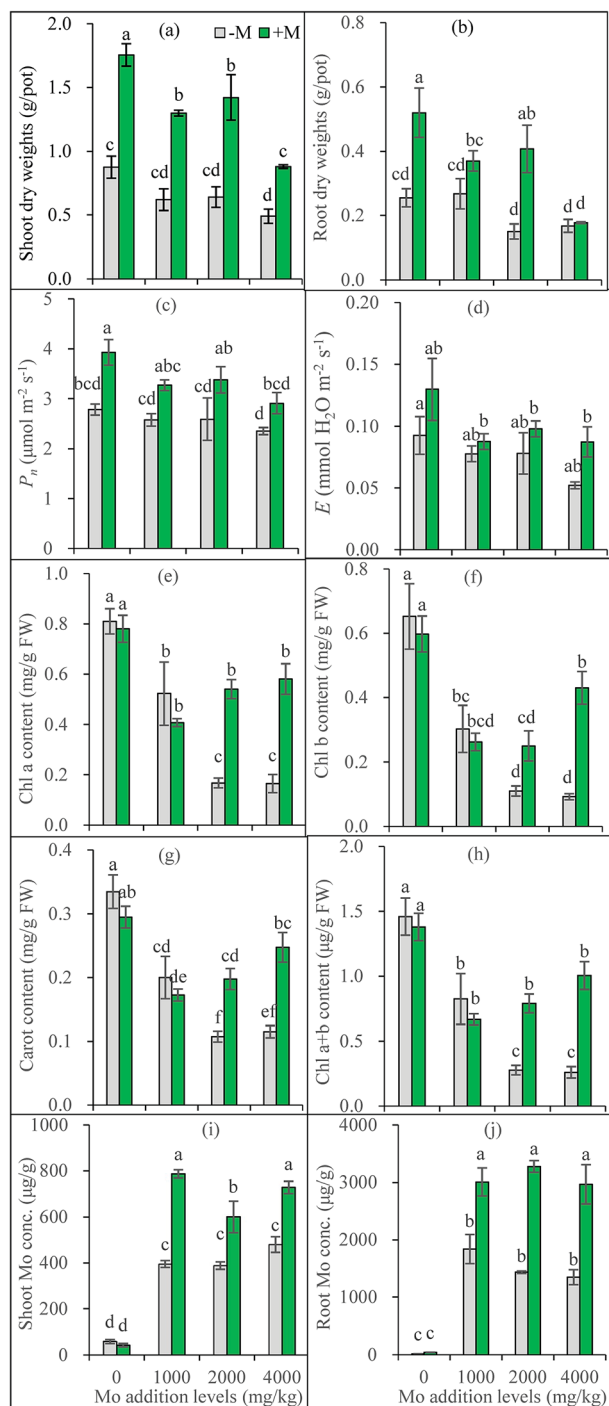 (a)
-M +M
Shoot dry weights (g/pot)
2.0
1.5
1.0
0.5
0.0
c a cd b cd b d c
(b)
Root dry weights (g/pot)
0.8
0.6
0.4
0.2
0.0
cd a cd bc d ab d d
(c)
Pn (μmol m⁻² s⁻¹)
5
4
3
2
1
0
bcd a cd abc cd ab d bcd
(d)
E (mmol H₂O m⁻² s⁻¹)
0.20
0.15
0.10
0.05
0.00
a ab ab b ab b ab b
(e)
Chl a content (mg/g FW)
1.0
0.8
0.6
0.4
0.2
0.0
a a b b c b c b
(f)
Chl b content (mg/g FW)
0.8
0.6
0.4
0.2
0.0
a a bc bcd d cd d b
(g)
Carot content (mg/g FW)
0.4
0.3
0.2
0.1
0.0
a ab cd de f cd ef bc
(h)
Chl a+b content (μg/g FW)
2.0
1.5
1.0
0.5
0.0
a a b b c b c b
(i)
Shoot Mo conc. (μg/g)
1000
800
600
400
200
0
d d c a c b c a
0 1000 2000 4000
Mo addition levels (mg/kg)
(j)
Root Mo conc. (μg/g)
4000
3000
2000
1000
0
c c b a b a b a
0 1000 2000 4000
Mo addition levels (mg/kg)